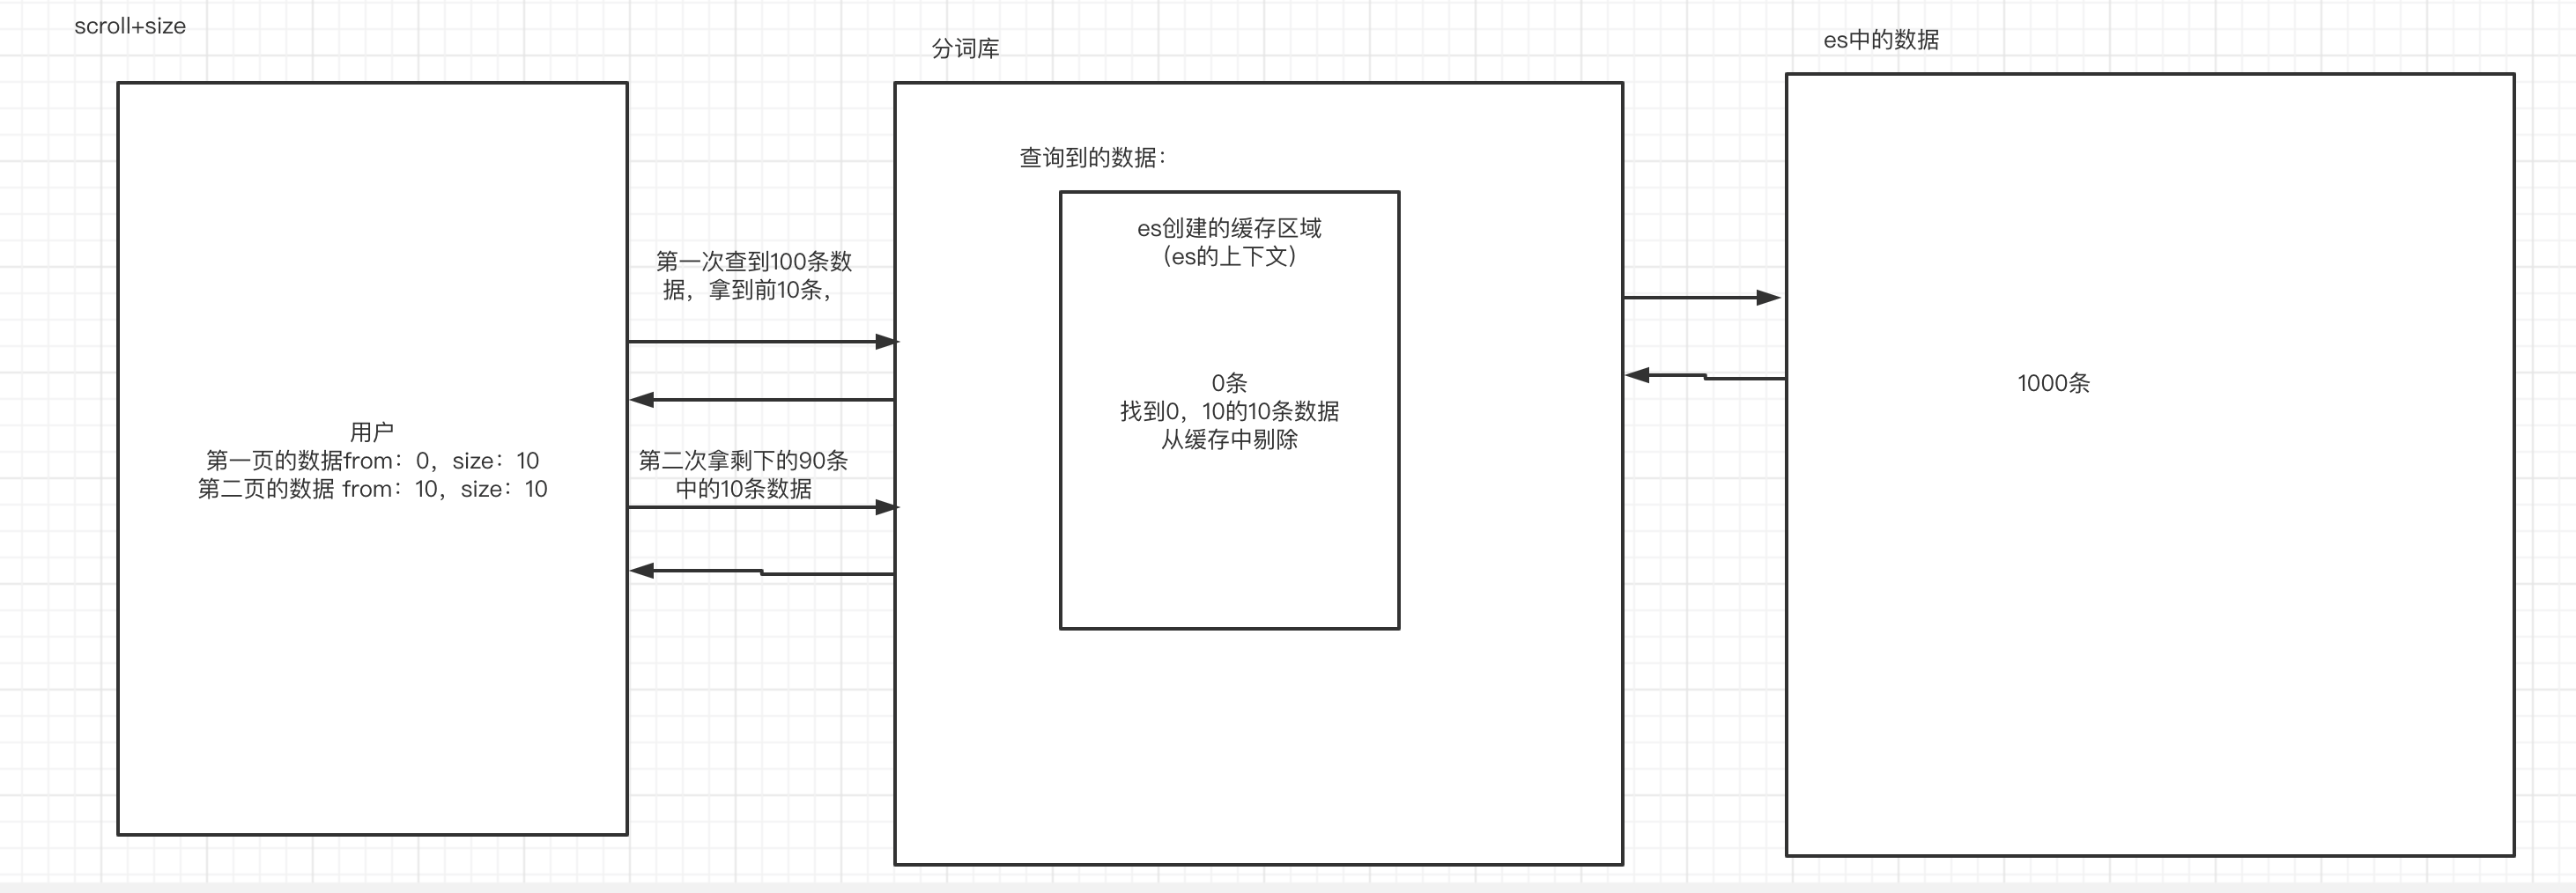 scroll+size
分词库
es中的数据
查询到的数据：
es创建的缓存区域
（es的上下文）
第一次查到100条数
据，拿到前10条，
0条
找到0，10的10条数据
从缓存中剔除
1000条
用户
第一页的数据from：0，size：10
第二页的数据 from：10，size：10
第二次拿剩下的90条
中的10条数据